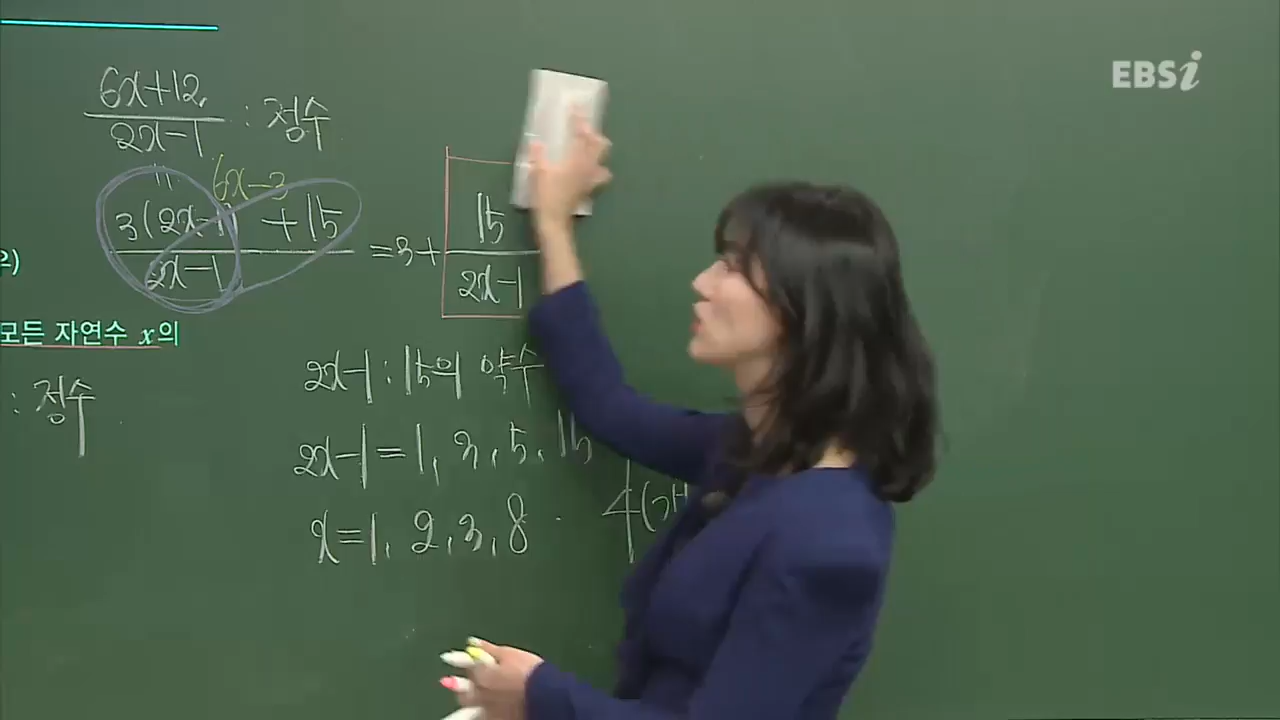 EBSi
6x+12
2x-1
: 정수
=
6x-3
3(2x-1) +15
2x-1
=3+
15
2x-1
모든 자연수 x의
: 정수
2x-1 : 15의 약수
2x-1=1, 3, 5, 15
x=1, 2, 3, 8
4(개